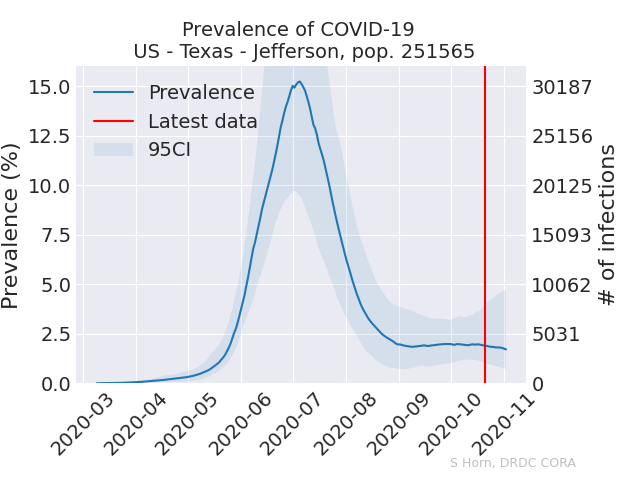 Prevalence of COVID-19
US - Texas - Jefferson, pop. 251565
Prevalence
Latest data
95CI
Prevalence (%)
15.0
12.5
10.0
7.5
5.0
2.5
0.0
30187
25156
20125
15093
10062
5031
0
# of infections
2020-03
2020-04
2020-05
2020-06
2020-07
2020-08
2020-09
2020-10
2020-11
S Horn, DRDC CORA